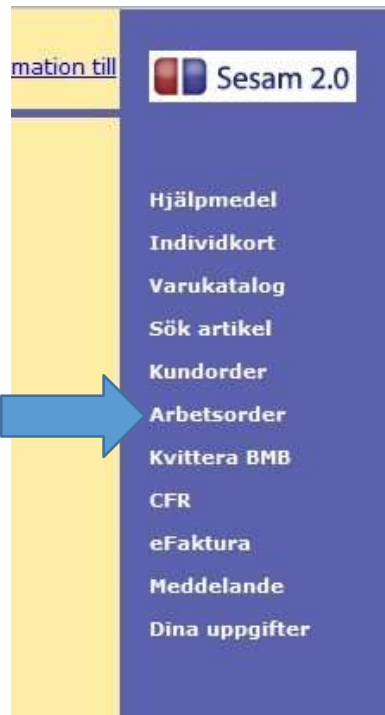 mation till
Sesam 2.0
Hjälpmedel
Individkort
Varukatalog
Sök artikel
Kundorder
Arbetsorder
Kvittera BMB
CFR
eFaktura
Meddelande
Dina uppgifter